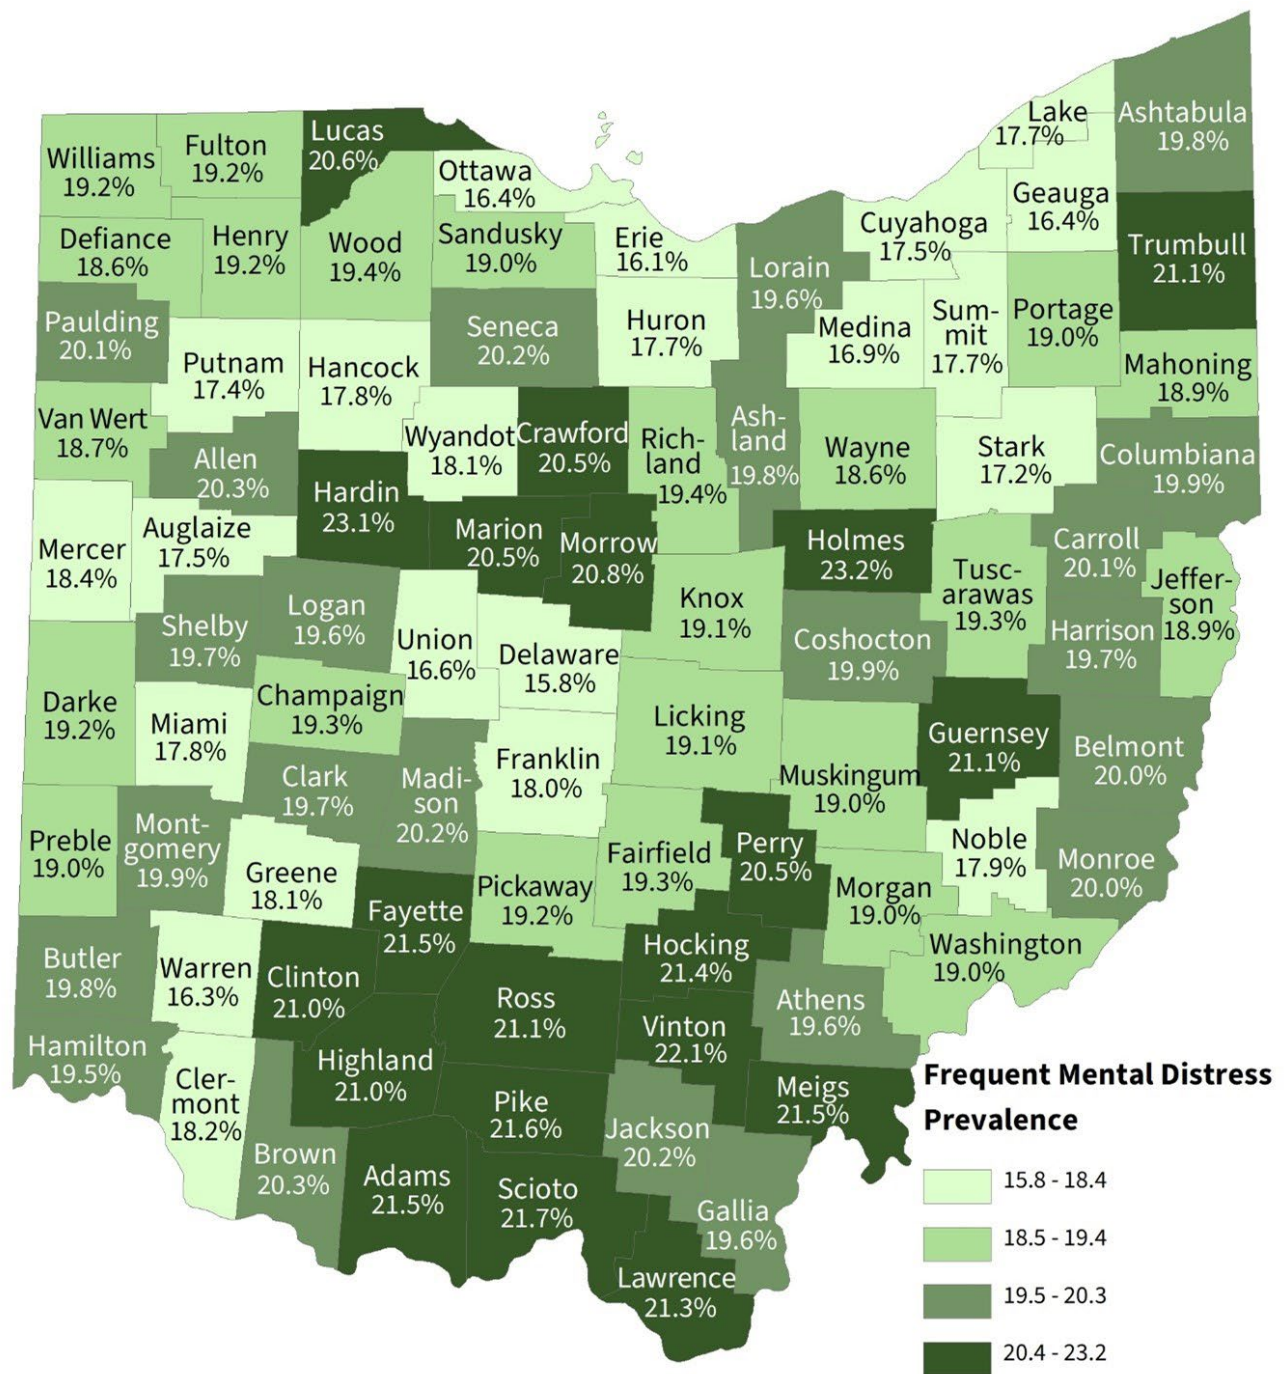 Lake
17.7%
Ashtabula
19.8%
Williams
19.2%
Fulton
19.2%
Lucas
20.6%
Ottawa
16.4%
Geauga
16.4%
Cuyahoga
17.5%
Trumbull
21.1%
Defiance
18.6%
Henry
19.2%
Wood
19.4%
Sandusky
19.0%
Erie
16.1%
Lorain
19.6%
Paulding
20.1%
Putnam
17.4%
Hancock
17.8%
Seneca
20.2%
Huron
17.7%
Medina
16.9%
Sum-
mit
17.7%
Portage
19.0%
Mahoning
18.9%
Van Wert
18.7%
Allen
20.3%
Wyandot
18.1%
Crawford
20.5%
Rich-
land
19.4%
Ash-
land
19.8%
Wayne
18.6%
Stark
17.2%
Columbiana
19.9%
Hardin
23.1%
Mercer
18.4%
Auglaize
17.5%
Marion
20.5%
Morrow
20.8%
Holmes
23.2%
Tusc-
arawas
19.3%
Carroll
20.1%
Jeffer-
son
18.9%
Shelby
19.7%
Logan
19.6%
Union
16.6%
Delaware
15.8%
Knox
19.1%
Coshocton
19.9%
Harrison
19.7%
Darke
19.2%
Miami
17.8%
Champaign
19.3%
Licking
19.1%
Guernsey
21.1%
Belmont
20.0%
Clark
19.7%
Madi-
son
20.2%
Franklin
18.0%
Muskingum
19.0%
Preble
19.0%
Mont-
gomery
19.9%
Greene
18.1%
Fairfield
19.3%
Perry
20.5%
Noble
17.9%
Monroe
20.0%
Fayette
21.5%
Pickaway
19.2%
Morgan
19.0%
Butler
19.8%
Warren
16.3%
Clinton
21.0%
Hocking
21.4%
Washington
19.0%
Ross
21.1%
Vinton
22.1%
Athens
19.6%
Hamilton
19.5%
Highland
21.0%
Cler-
mont
18.2%
Pike
21.6%
Jackson
20.2%
Meigs
21.5%
Brown
20.3%
Adams
21.5%
Scioto
21.7%
Gallia
19.6%
Lawrence
21.3%
Frequent Mental Distress
Prevalence
15.8 - 18.4
18.5 - 19.4
19.5 - 20.3
20.4 - 23.2